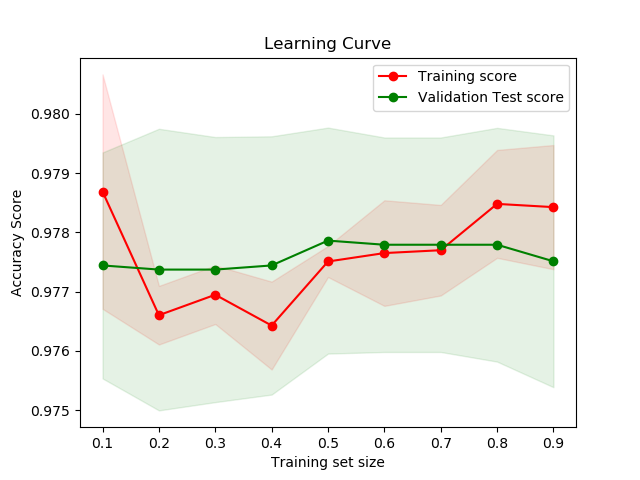 Learning Curve
Training score
Validation Test score
Accuracy Score
0.980
0.979
0.978
0.977
0.976
0.975
0.1 0.2 0.3 0.4 0.5 0.6 0.7 0.8 0.9
Training set size